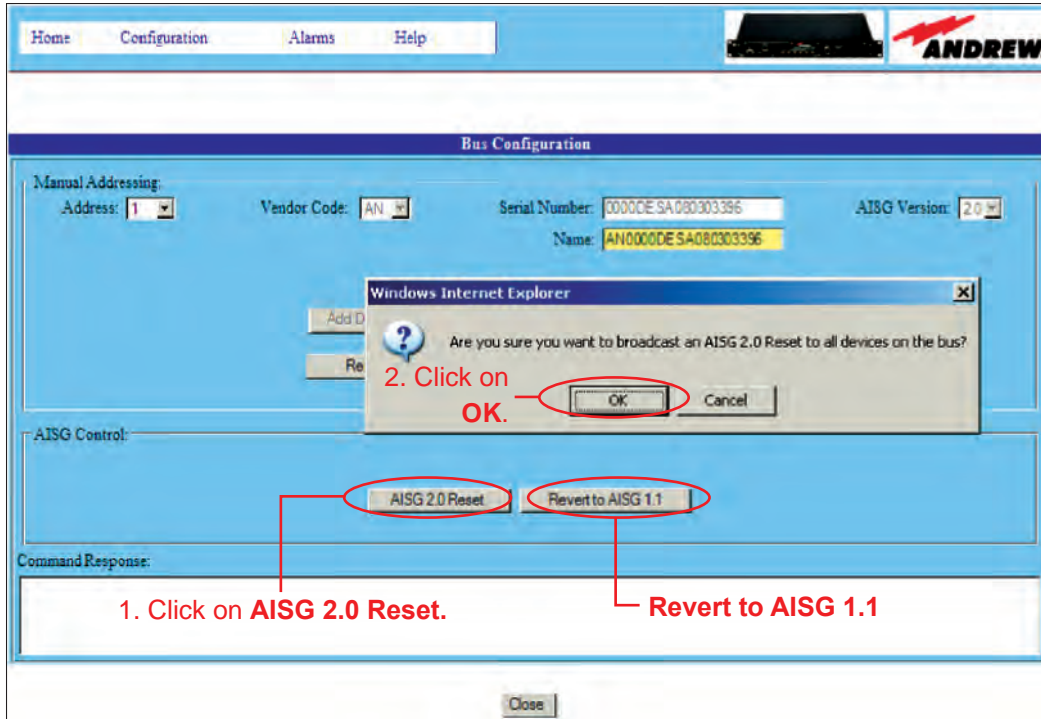 Home Configuration Alarms Help
ANDREW
Bus Configuration
Manual Addressing:
Address: 1 Vendor Code: AN Serial Number: 0000DESA080303396 AISG Version: 2.0
Name: AN0000DESA080303396
Windows Internet Explorer
Add D
Are you sure you want to broadcast an AISG 2.0 Reset to all devices on the bus?
Re
2. Click on
OK.
OK Cancel
AISG Control:
AISG 2.0 Reset Revert to AISG 1.1
Command Response:
1. Click on AISG 2.0 Reset.
Revert to AISG 1.1
Close